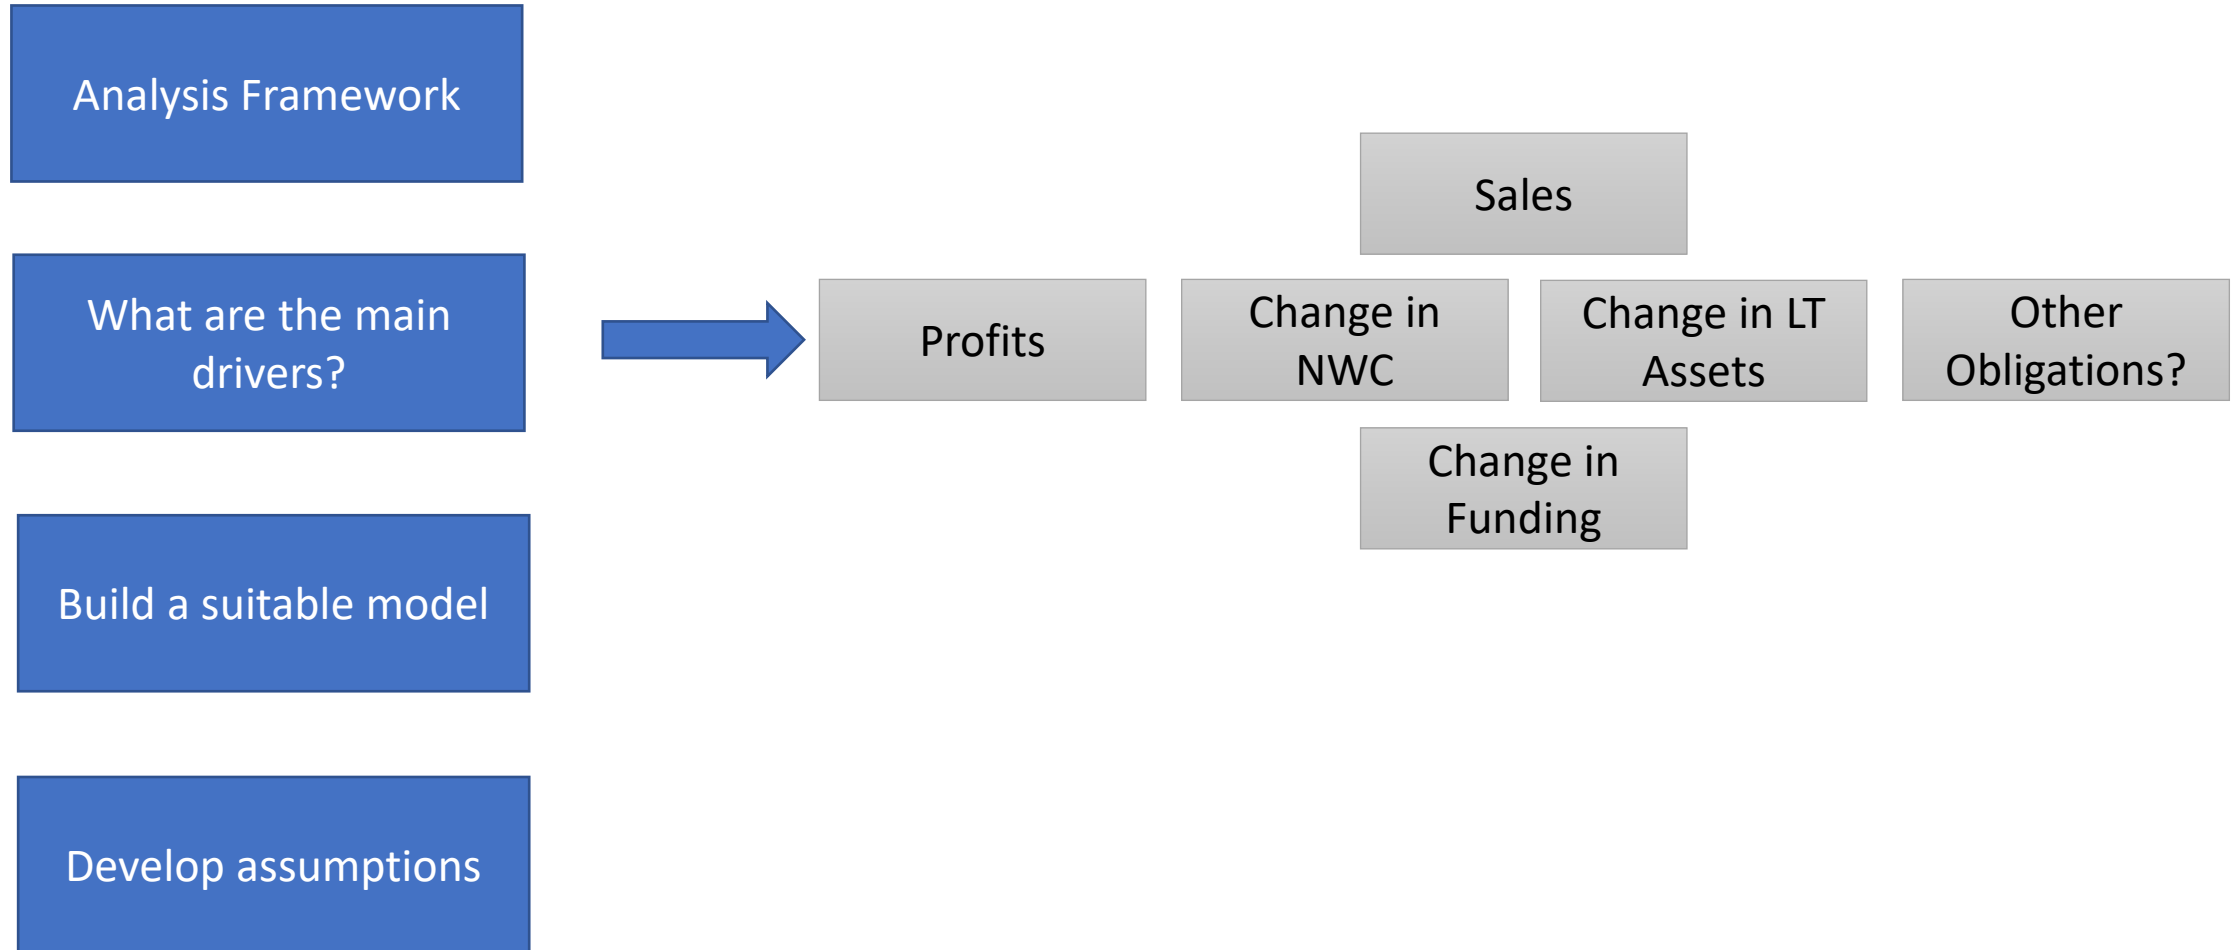 Analysis Framework
What are the main
drivers?
Build a suitable model
Develop assumptions
Sales
Profits
Change in
NWC
Change in LT
Assets
Other
Obligations?
Change in
Funding